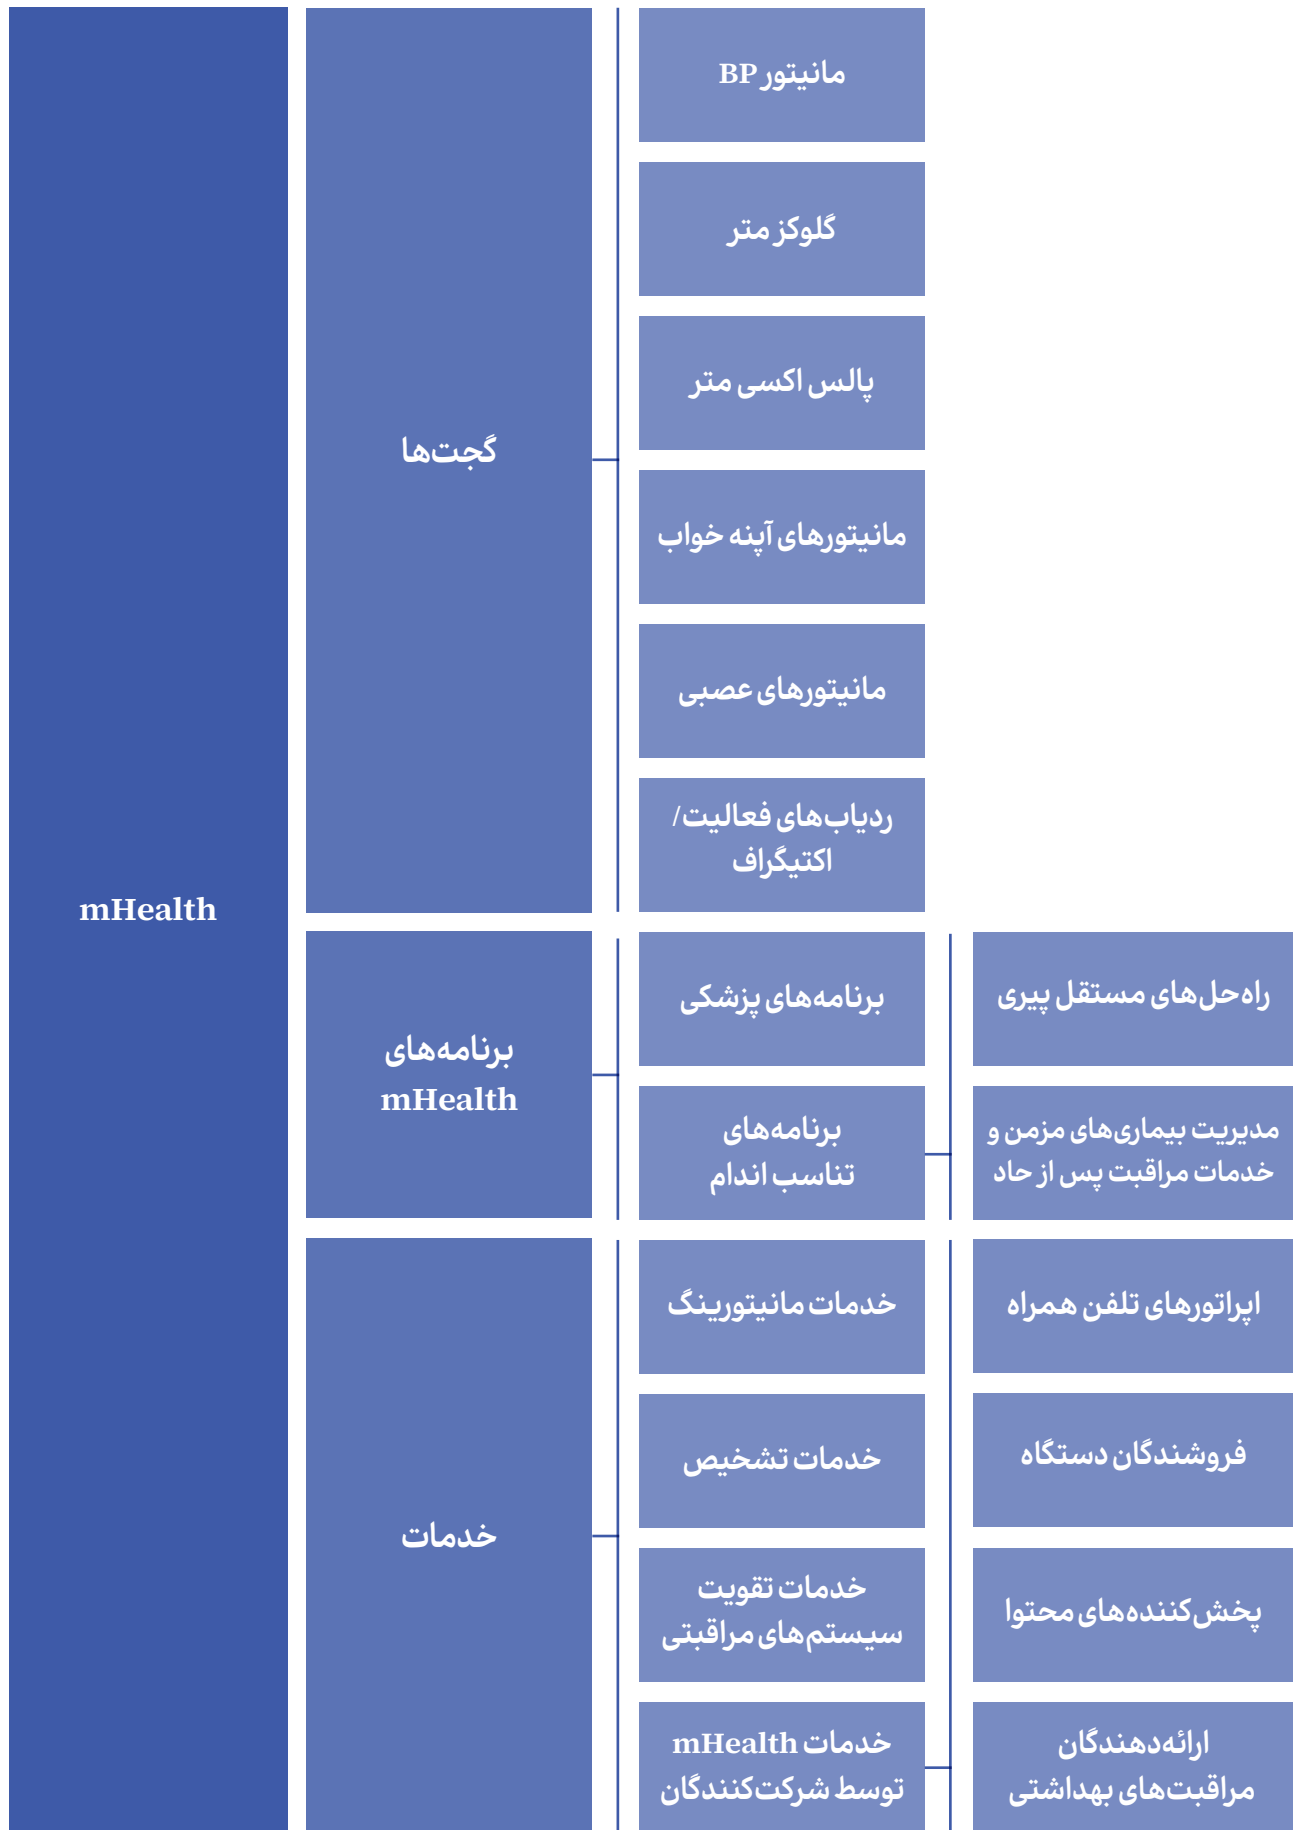 mHealth
گجت‌ها
مانیتور BP
گلوکز متر
پالس اکسی متر
مانیتورهای آپنه خواب
مانیتورهای عصبی
ردیاب‌های فعالیت/
اکتیگراف
برنامه‌های
mHealth
برنامه‌های پزشکی
برنامه‌های
تناسب اندام
راه‌حل‌های مستقل پیری
مدیریت بیماری‌های مزمن و
خدمات مراقبت پس از حاد
خدمات
خدمات مانیتورینگ
خدمات تشخیص
خدمات تقویت
سیستم‌های مراقبتی
خدمات mHealth
توسط شرکت‌کنندگان
اپراتورهای تلفن همراه
فروشندگان دستگاه
پخش‌کننده‌های محتوا
ارائه‌دهندگان
مراقبت‌های بهداشتی